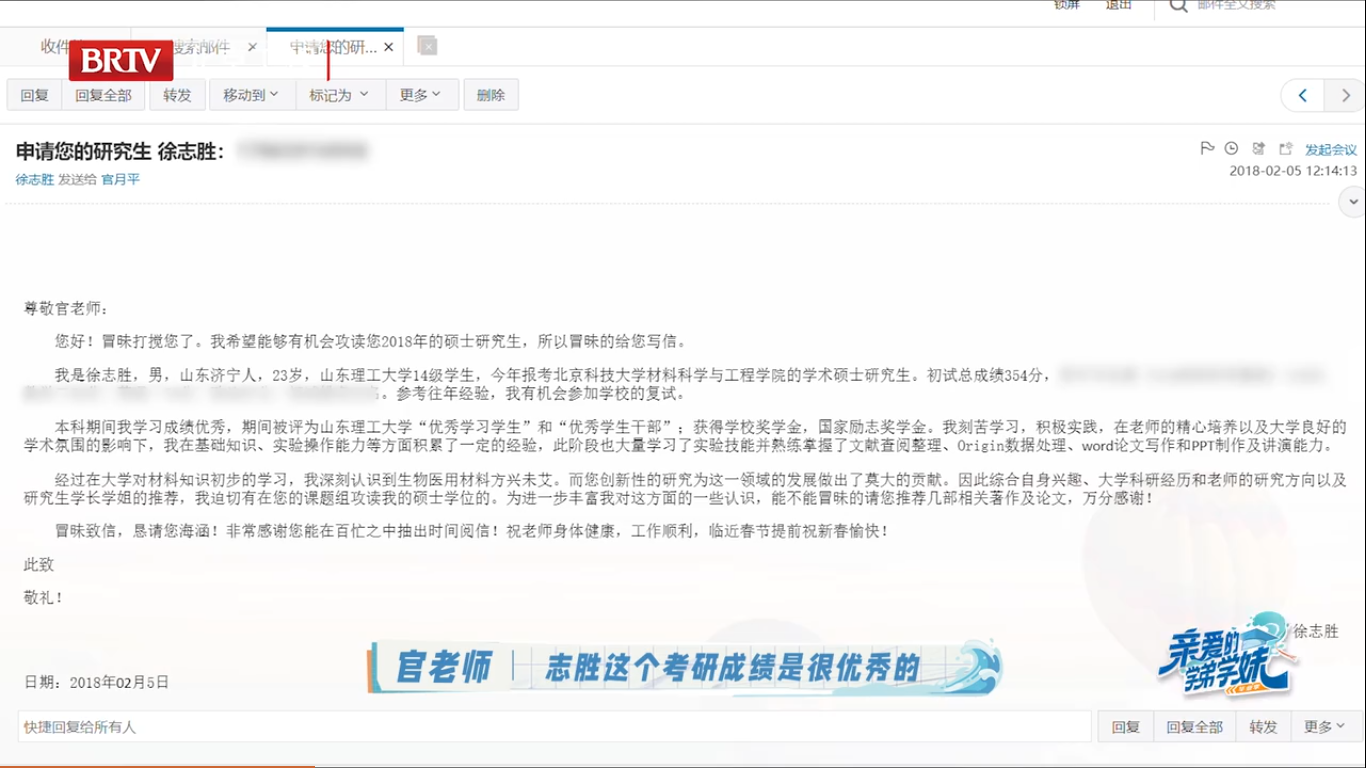 锁屏 退出 邮件全文搜索
收件 搜索邮件 × 申请您的研... ×
BRTV
回复 回复全部 转发 移动到 标记为 更多 删除
申请您的研究生 徐志胜：
发起会议
徐志胜 发送给 官月平
2018-02-05 12:14:13
尊敬官老师：
您好！冒昧打搅您了。我希望能够有机会攻读您2018年的硕士研究生，所以冒昧的给您写信。
我是徐志胜，男，山东济宁人，23岁，山东理工大学14级学生，今年报考北京科技大学材料科学与工程学院的学术硕士研究生。初试总成绩354分，
。参考往年经验，我有机会参加学校的复试。
本科期间我学习成绩优秀，期间被评为山东理工大学“优秀学习学生”和“优秀学生干部”；获得学校奖学金，国家励志奖学金。我刻苦学习，积极实践，在老师的精心培养以及大学良好的
学术氛围的影响下，我在基础知识、实验操作能力等方面积累了一定的经验，此阶段也大量学习了实验技能并熟练掌握了文献查阅整理、Origin数据处理、word论文写作和PPT制作及讲演能力。
经过在大学对材料知识初步的学习，我深刻认识到生物医用材料方兴未艾。而您创新性的研究为这一领域的发展做出了莫大的贡献。因此综合自身兴趣、大学科研经历和老师的研究方向以及
研究生学长学姐的推荐，我迫切有在您的课题组攻读我的硕士学位的。为进一步丰富我对这方面的一些认识，能不能冒昧的请您推荐几部相关著作及论文，万分感谢！
冒昧致信，恳请您海涵！非常感谢您能在百忙之中抽出时间阅信！祝老师身体健康，工作顺利，临近春节提前祝新春愉快！
此致
敬礼！
徐志胜
亲爱的
学弟学妹
官老师 志胜这个考研成绩是很优秀的
日期：2018年02月5日
快捷回复给所有人 回复 回复全部 转发 更多